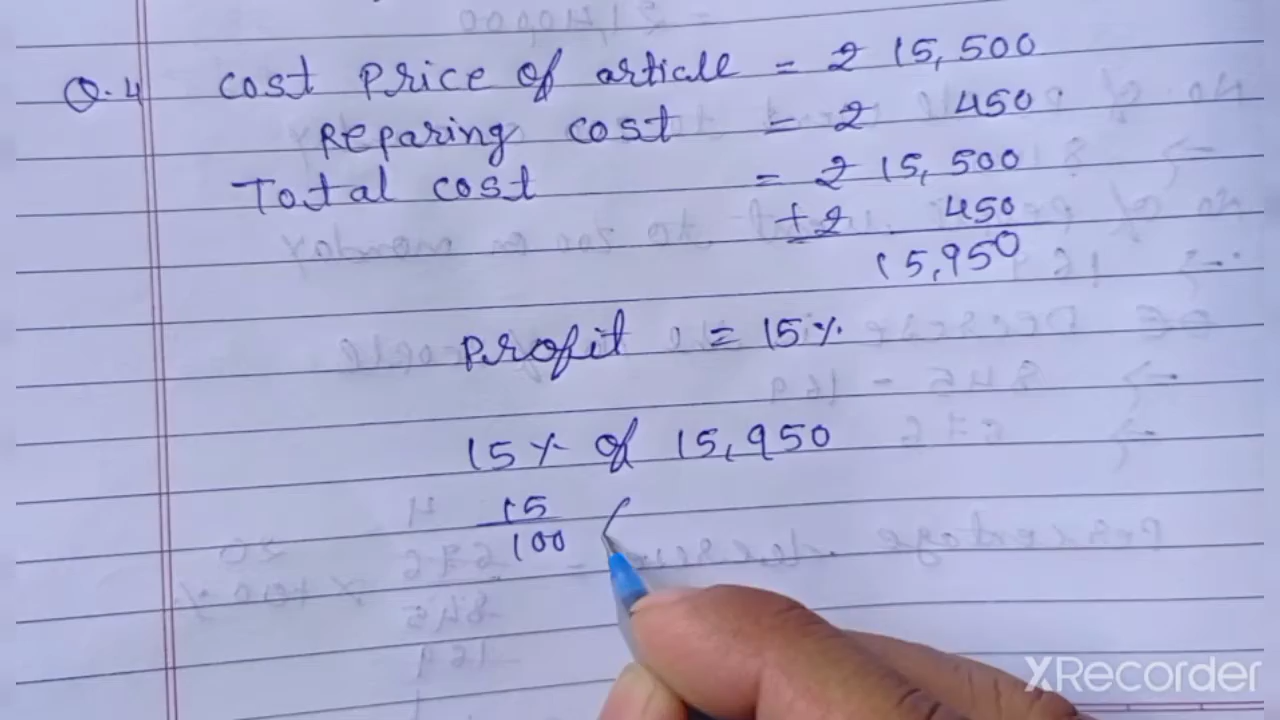 Q.4 Cost Price of article = ₹ 15,500
Reparing cost = ₹ 450
Total cost = ₹ 15,500
+ ₹ 450
15,950
Profit = 15%.
15% of 15,950
15
100
XRecorder